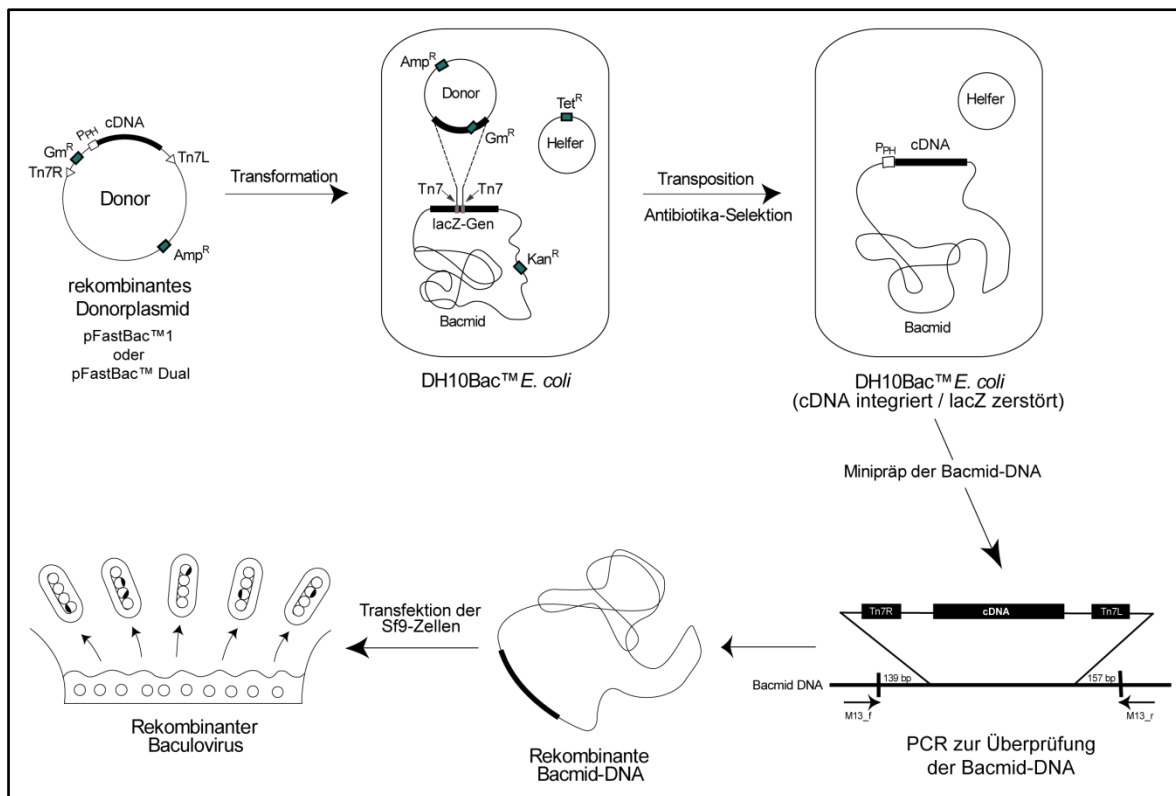 cDNA
P_PH
Gm^R
Tn7R
Tn7L
Donor
Amp^R
rekombinantes
Donorplasmid
pFastBac™1
oder
pFastBac™ Dual
Transformation
Amp^R
Donor
Gm^R
Tet^R
Helfer
Tn7
Tn7
lacZ-Gen
Kan^R
Bacmid
DH10Bac™ E. coli
Transposition
Antibiotika-Selektion
Helfer
P_PH
cDNA
Bacmid
DH10Bac™ E. coli
(cDNA integriert / lacZ zerstört)
Minipräp der Bacmid-DNA
Tn7R
cDNA
Tn7L
Bacmid DNA
139 bp
157 bp
M13_f
M13_r
PCR zur Überprüfung
der Bacmid-DNA
Rekombinante
Bacmid-DNA
Transfektion der
Sf9-Zellen
Rekombinanter
Baculovirus